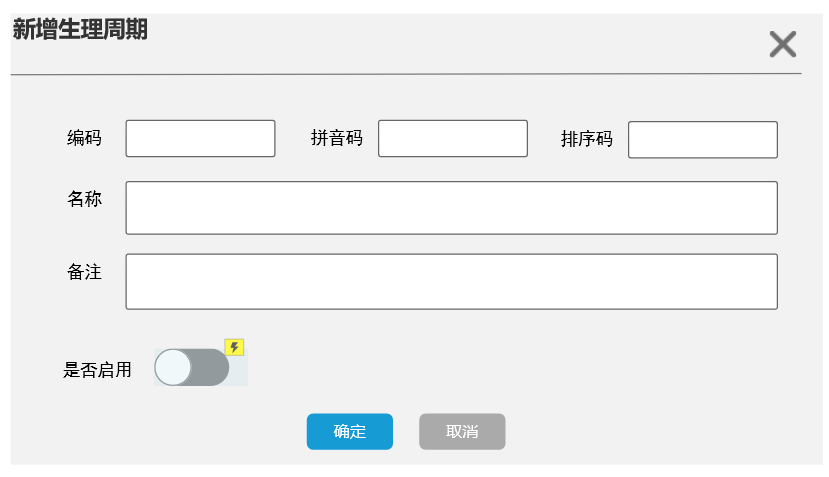 新增生理周期
编码 拼音码 排序码
名称
备注
是否启用
确定 取消